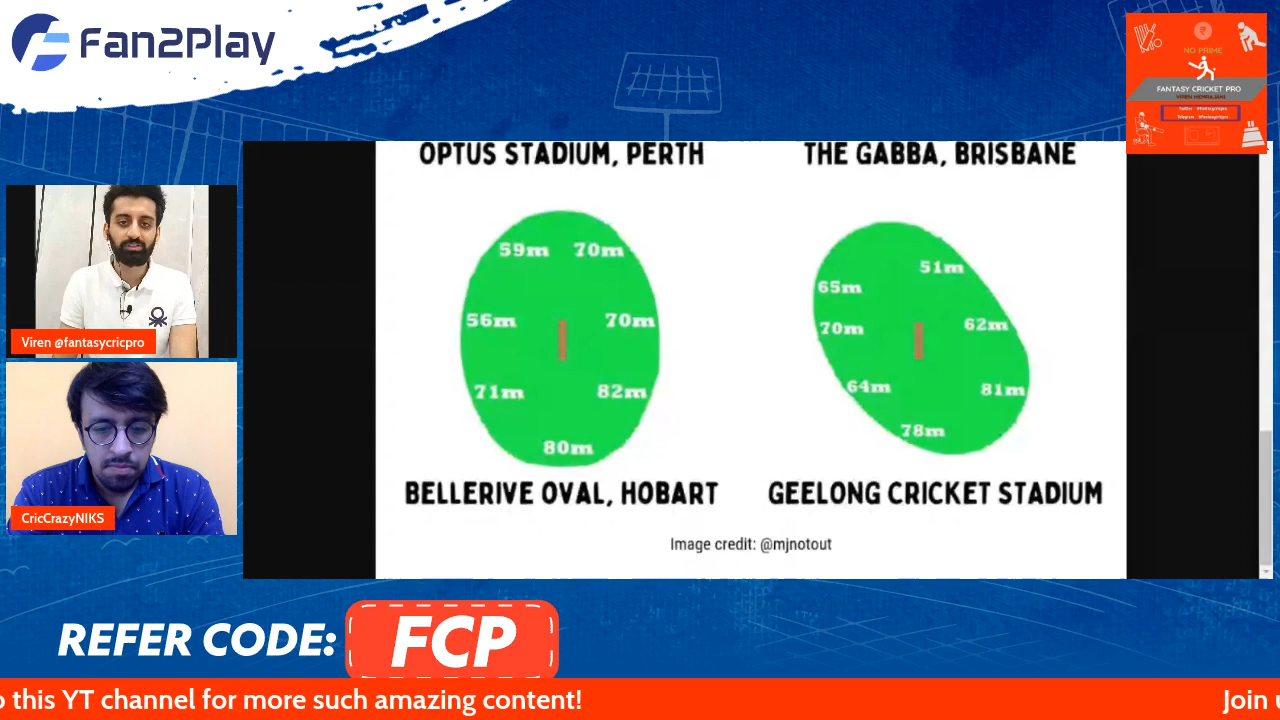 Fan2Play
NO PRIME
FANTASY CRICKET PRO
VIREN HEMRAJANI
OPTUS STADIUM, PERTH
THE GABBA, BRISBANE
59m
70m
56m
70m
71m
82m
80m
51m
65m
62m
70m
64m
81m
78m
BELLERIVE OVAL, HOBART
GEELONG CRICKET STADIUM
Image credit: @mjnotout
Viren @fantasycricpro
CricCrazyNIKS
REFER CODE: FCP
o this YT channel for more such amazing content!
Join u